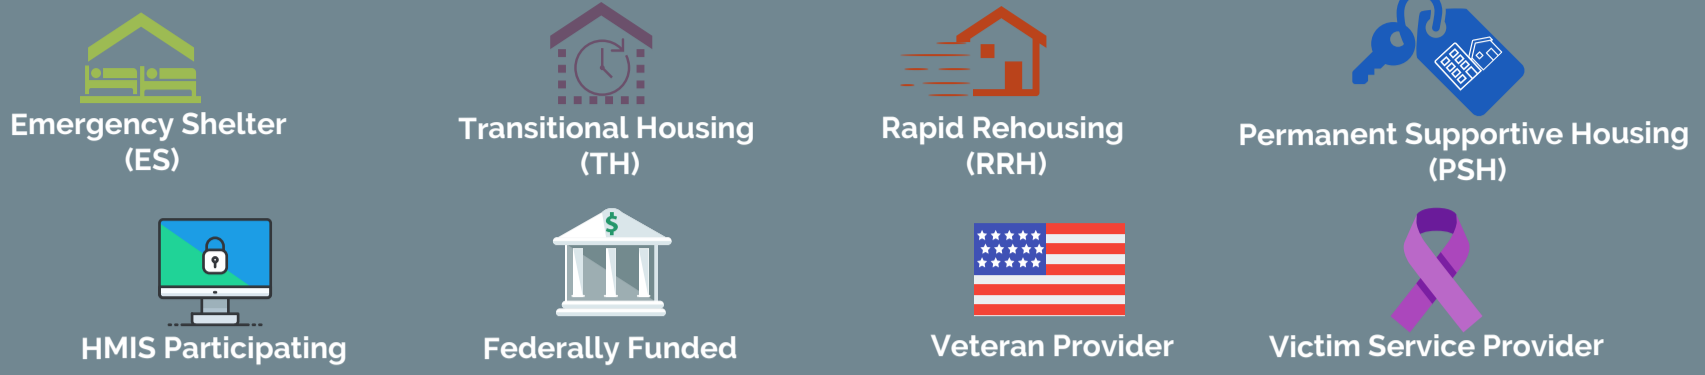 Emergency Shelter
(ES)
Transitional Housing
(TH)
Rapid Rehousing
(RRH)
Permanent Supportive Housing
(PSH)
$
HMIS Participating
Federally Funded
Veteran Provider
Victim Service Provider